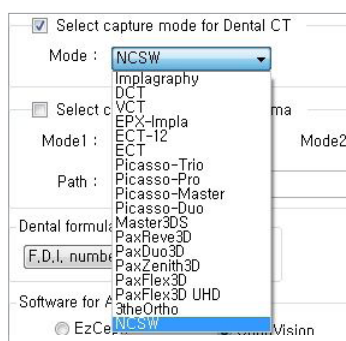 Select capture mode for Dental CT
Mode : NCSW
Implagraphy
DCT
VCT
Select c ma
EPX-Impla
ECT-12
Mode1 : Mode2
ECT
Picasso-Trio
Picasso-Pro
Path :
Picasso-Master
Picasso-Duo
Master3DS
Dental formula
PaxReve3D
PaxDuo3D
F,D,I, numbe
PaxZenith3D
PaxFlex3D
PaxFlex3D UHD
Software for A
3theOrtho
NCSW
EzCe Vision